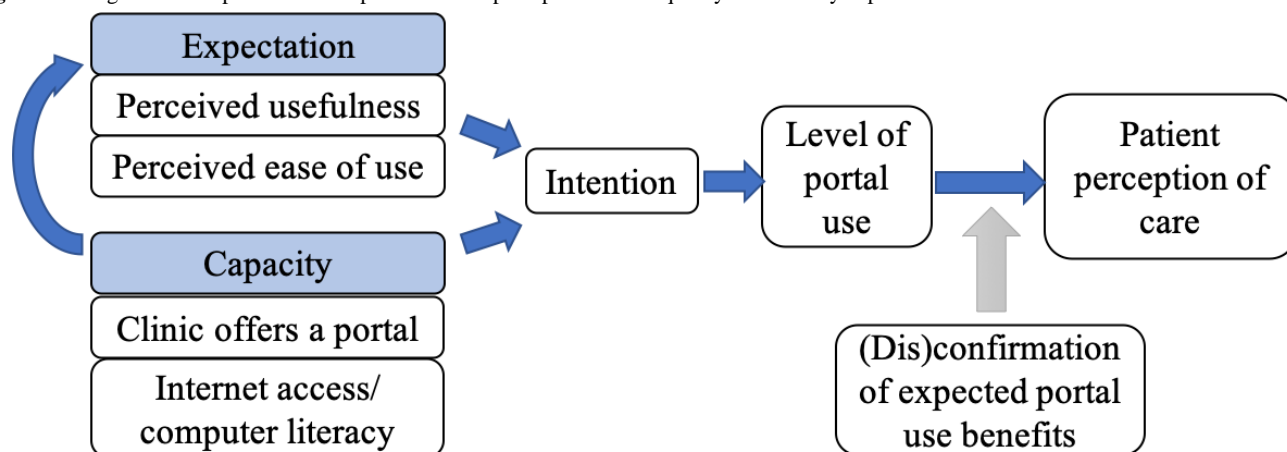 Expectation
Perceived usefulness
Perceived ease of use
Capacity
Clinic offers a portal
Internet access/
computer literacy
Intention
Level of
portal
use
Patient
perception of
care
(Dis)confirmation
of expected portal
use benefits